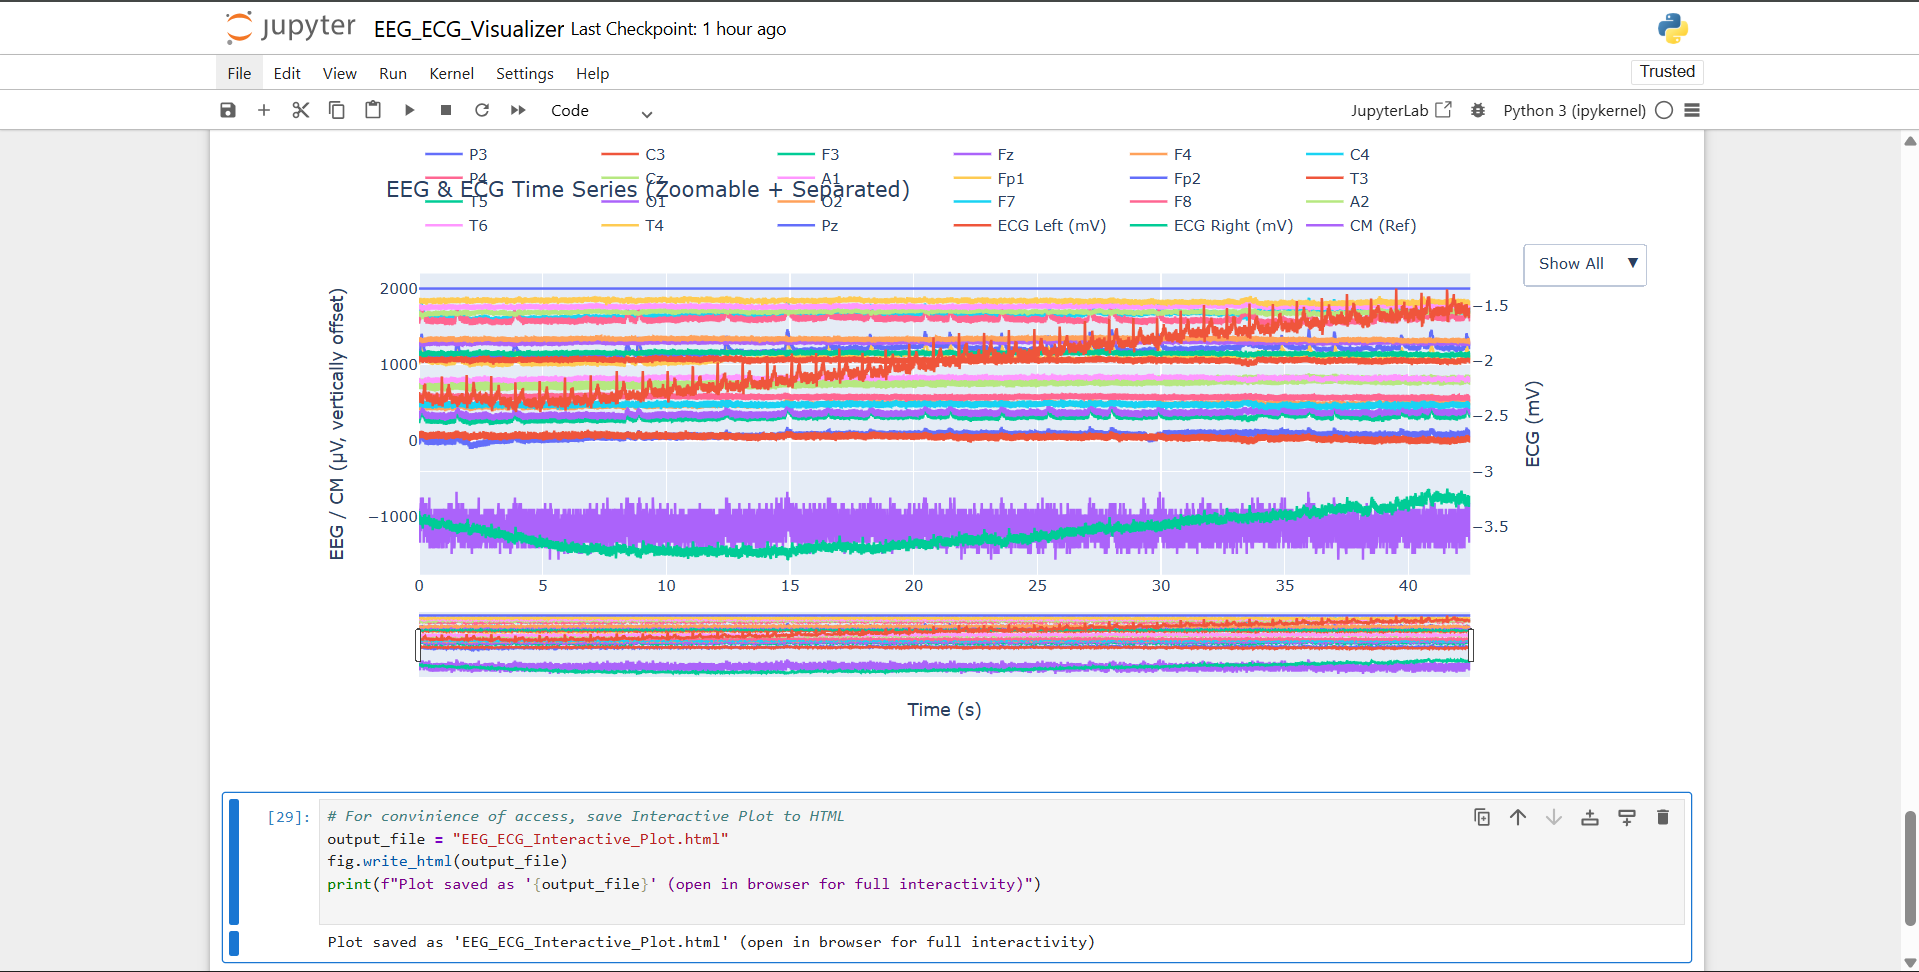 jupyter EEG_ECG_Visualizer Last Checkpoint: 1 hour ago
File Edit View Run Kernel Settings Help Trusted
Code JupyterLab Python 3 (ipykernel)
P3 C3 F3 Fz F4 C4
P4 Cz A1 Fp1 Fp2 T3
EEG & ECG Time Series (Zoomable + Separated)
T5 O1 O2 F7 F8 A2
T6 T4 Pz ECG Left (mV) ECG Right (mV) CM (Ref)
Show All ▼
EEG / CM (µV, vertically offset)
2000
1000
0
−1000
−1.5
−2
−2.5
−3
−3.5
ECG (mV)
0 5 10 15 20 25 30 35 40
Time (s)
[29]: # For convinience of access, save Interactive Plot to HTML
output_file = "EEG_ECG_Interactive_Plot.html"
fig.write_html(output_file)
print(f"Plot saved as '{output_file}' (open in browser for full interactivity)")
Plot saved as 'EEG_ECG_Interactive_Plot.html' (open in browser for full interactivity)